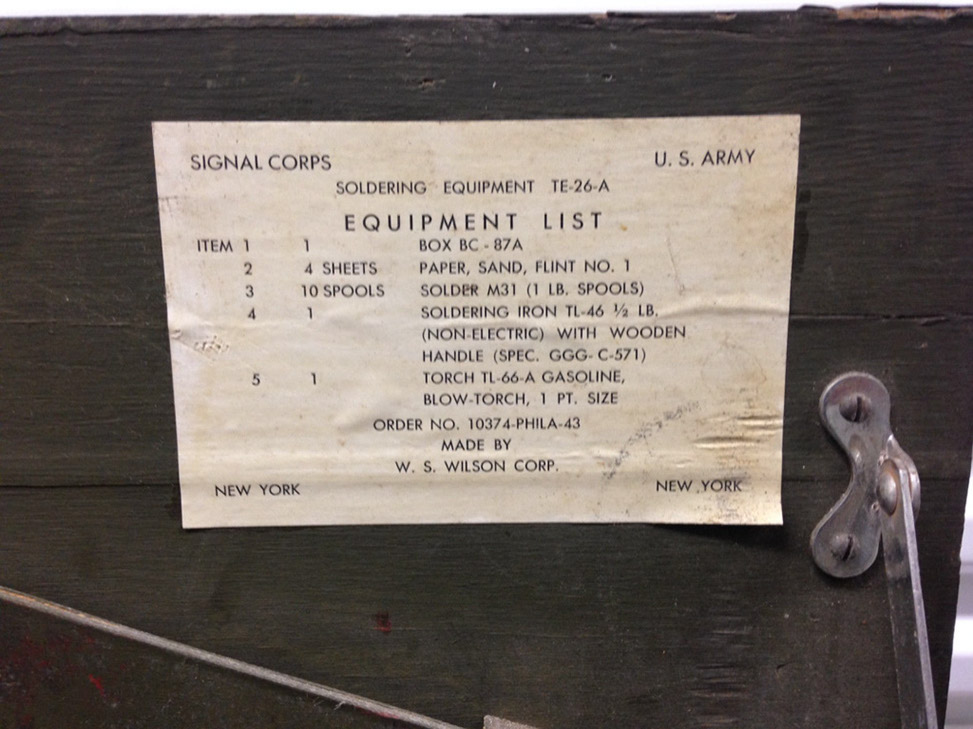 SIGNAL CORPS U. S. ARMY
SOLDERING EQUIPMENT TE-26-A
EQUIPMENT LIST
ITEM 1 1 BOX BC - 87A
2 4 SHEETS PAPER, SAND, FLINT NO. 1
3 10 SPOOLS SOLDER M31 (1 LB. SPOOLS)
4 1 SOLDERING IRON TL-46 ½ LB.
(NON-ELECTRIC) WITH WOODEN
HANDLE (SPEC. GGG-C-571)
5 1 TORCH TL-66-A GASOLINE,
BLOW-TORCH, 1 PT. SIZE
ORDER NO. 10374-PHILA-43
MADE BY
W. S. WILSON CORP.
NEW YORK NEW YORK